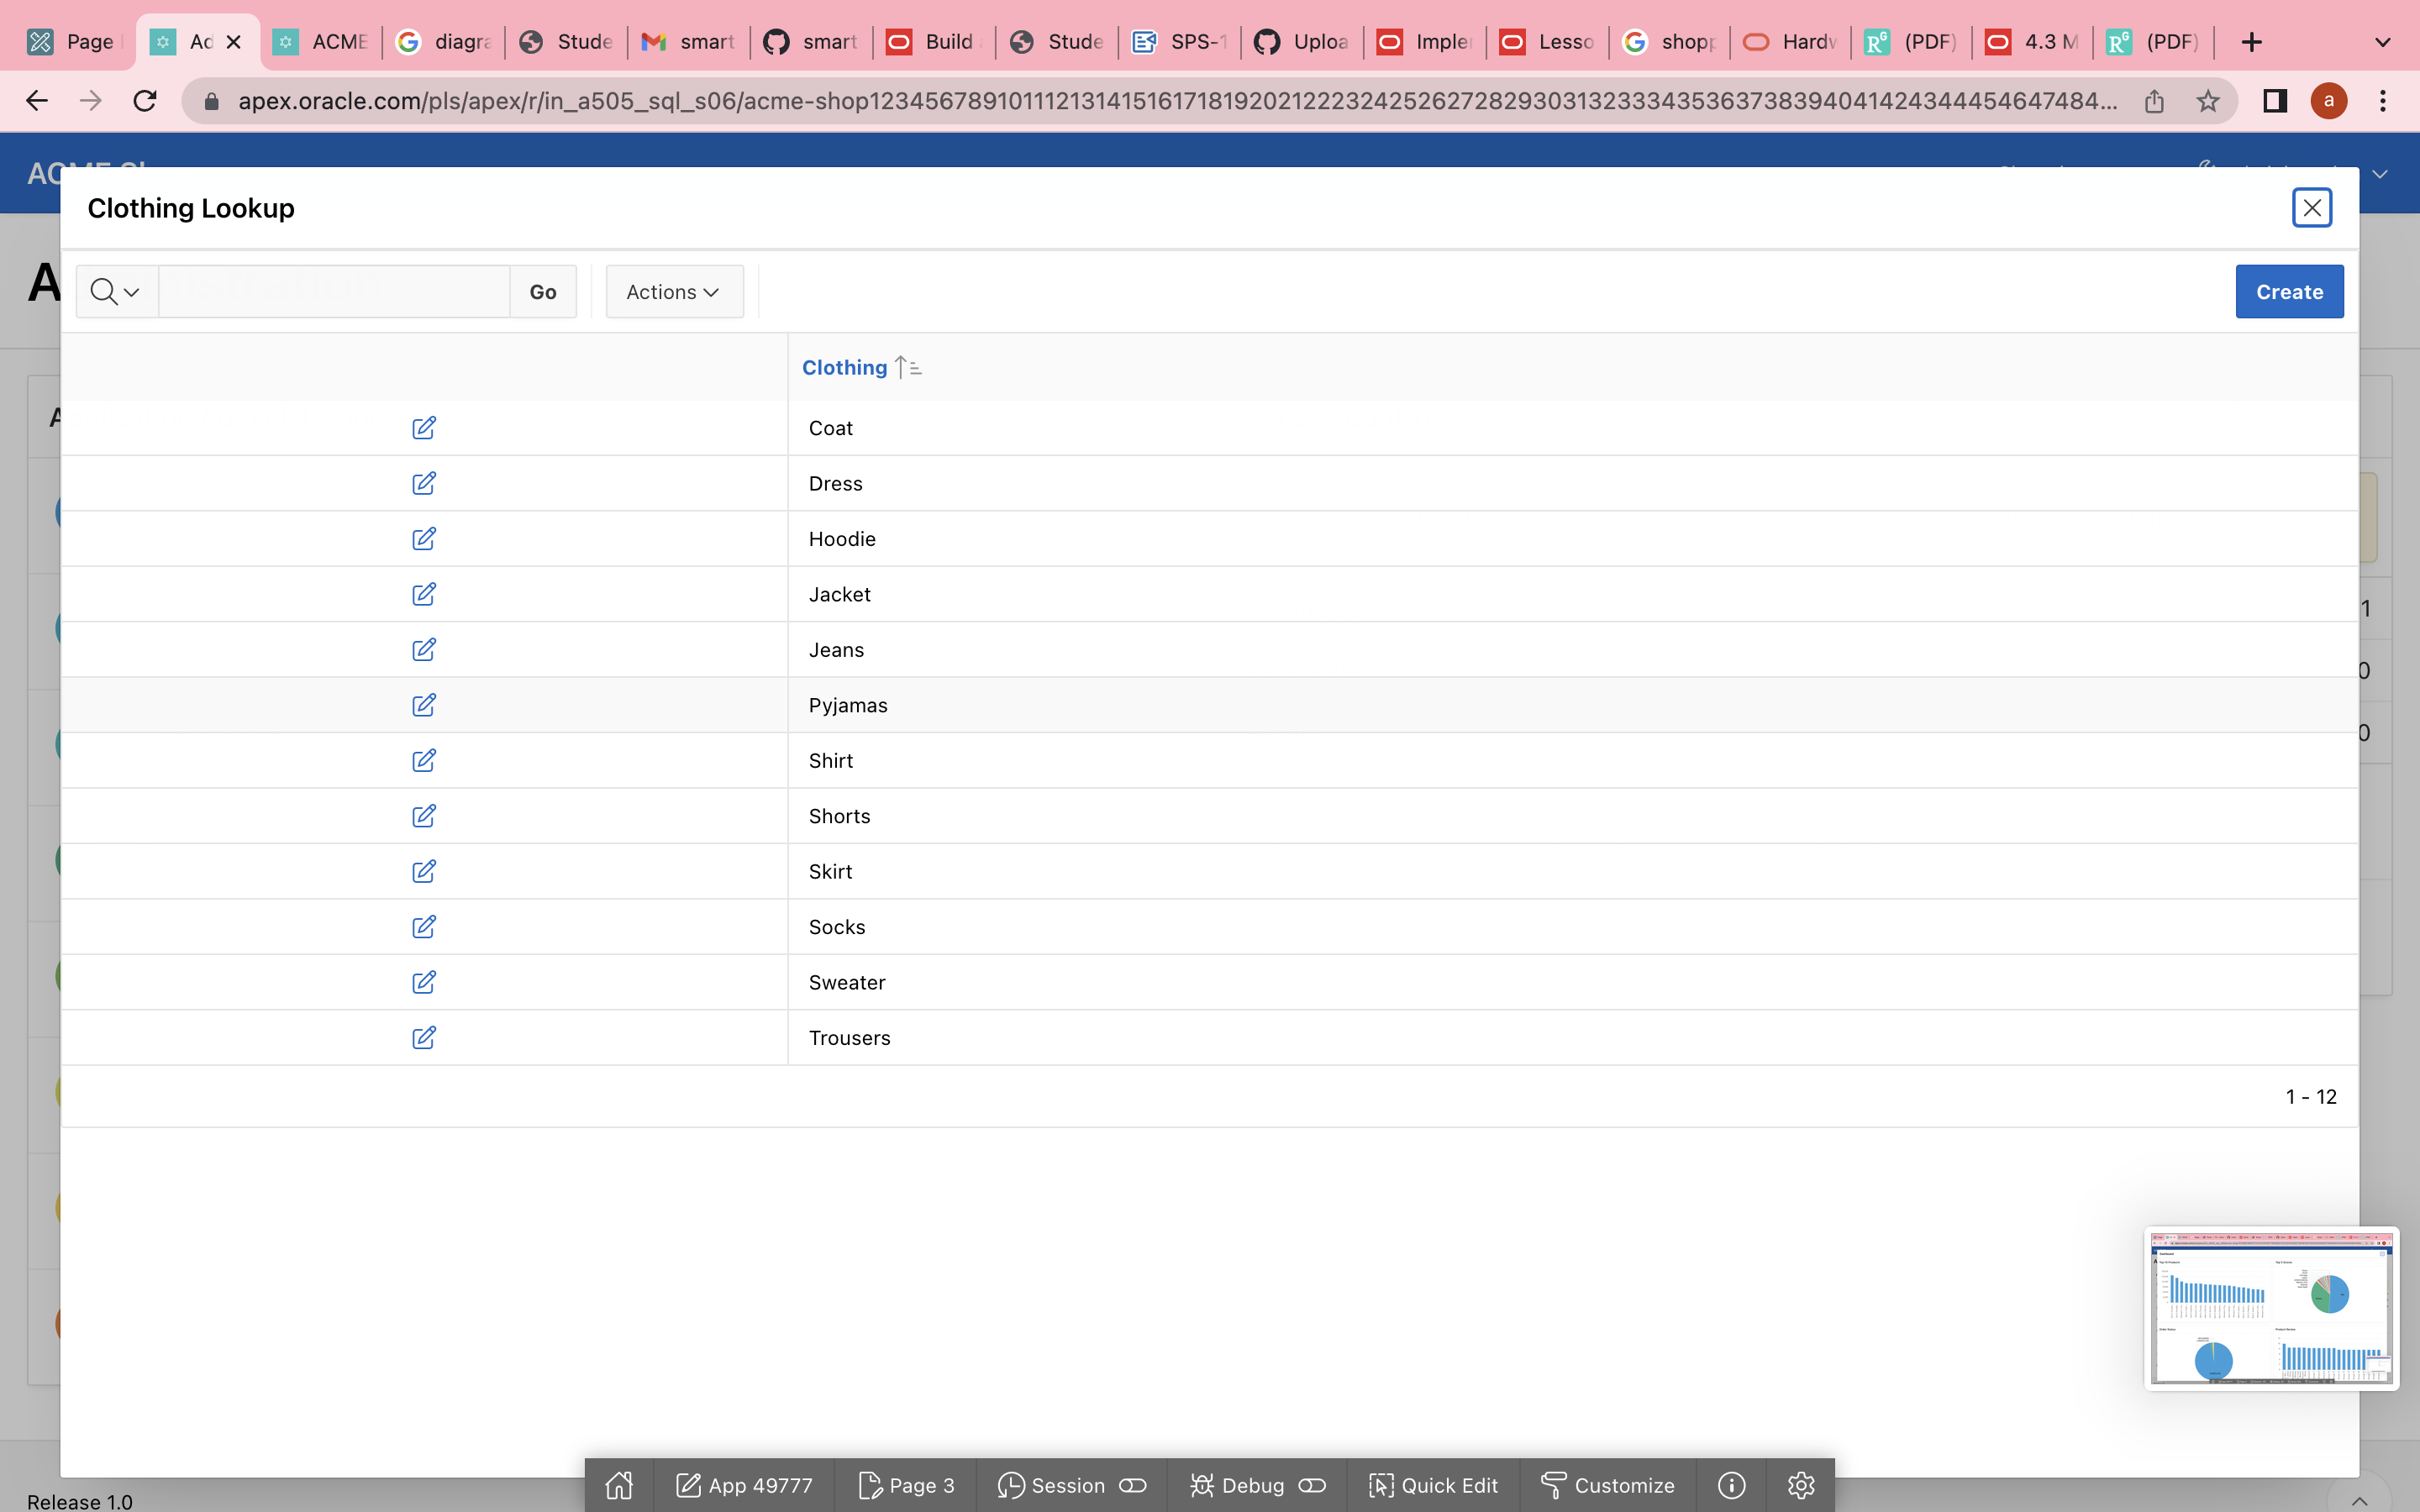 Page Ad ACME diagra Stude smart smart Build Stude SPS-1 Uploa Imple Lesso shopp Hardw (PDF) 4.3 M (PDF)
apex.oracle.com/pls/apex/r/in_a505_sql_s06/acme-shop1234567891011121314151617181920212223242526272829303132333435363738394041424344454647484...
a
Clothing Lookup
Go Actions Create
Clothing
Coat
Dress
Hoodie
Jacket
Jeans
Pyjamas
Shirt
Shorts
Skirt
Socks
Sweater
Trousers
1 - 12
App 49777 Page 3 Session Debug Quick Edit Customize
Release 1.0